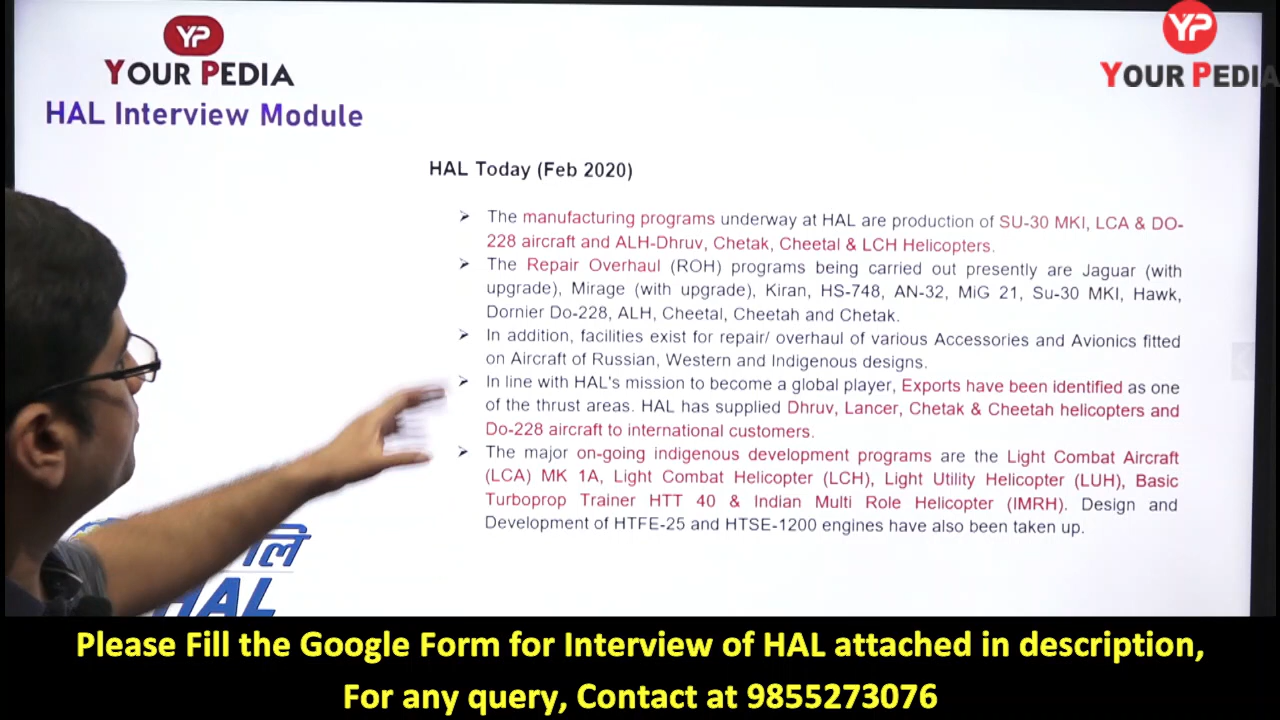 YP
YOUR PEDIA
HAL Interview Module
YP
YOUR PEDIA
HAL Today (Feb 2020)
➢ The manufacturing programs underway at HAL are production of SU-30 MKI, LCA & DO-
228 aircraft and ALH-Dhruv, Chetak, Cheetal & LCH Helicopters.
➢ The Repair Overhaul (ROH) programs being carried out presently are Jaguar (with
upgrade), Mirage (with upgrade), Kiran, HS-748, AN-32, MiG 21, Su-30 MKI, Hawk,
Dornier Do-228, ALH, Cheetal, Cheetah and Chetak.
➢ In addition, facilities exist for repair/ overhaul of various Accessories and Avionics fitted
on Aircraft of Russian, Western and Indigenous designs.
➢ In line with HAL's mission to become a global player, Exports have been identified as one
of the thrust areas. HAL has supplied Dhruv, Lancer, Chetak & Cheetah helicopters and
Do-228 aircraft to international customers.
➢ The major on-going indigenous development programs are the Light Combat Aircraft
(LCA) MK 1A, Light Combat Helicopter (LCH), Light Utility Helicopter (LUH), Basic
Turboprop Trainer HTT 40 & Indian Multi Role Helicopter (IMRH). Design and
Development of HTFE-25 and HTSE-1200 engines have also been taken up.
HAL
Please Fill the Google Form for Interview of HAL attached in description,
For any query, Contact at 9855273076